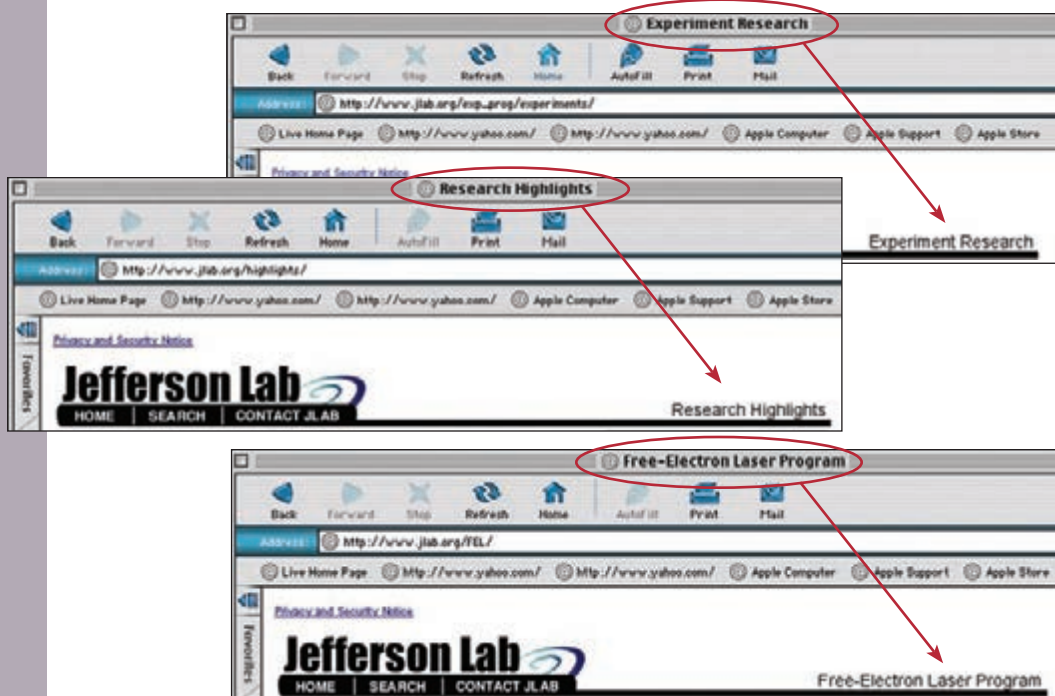 Experiment Research
Back Forward Stop Refresh Home AutoFill Print Mail
Address: http://www.jlab.org/exp_prog/experiments/
Live Home Page http://www.yahoo.com/ http://www.yahoo.com/ Apple Computer Apple Support Apple Store
Privacy and Security Notice
Experiment Research
Research Highlights
Back Forward Stop Refresh Home AutoFill Print Mail
Address: http://www.jlab.org/highlights/
Live Home Page http://www.yahoo.com/ http://www.yahoo.com/ Apple Computer Apple Support Apple Store
Privacy and Security Notice
Favorites
Jefferson Lab
HOME | SEARCH | CONTACT JLAB
Research Highlights
Free-Electron Laser Program
Back Forward Stop Refresh Home AutoFill Print Mail
Address: http://www.jlab.org/FEL/
Live Home Page http://www.yahoo.com/ http://www.yahoo.com/ Apple Computer Apple Support Apple Store
Privacy and Security Notice
Favorites
Jefferson Lab
HOME | SEARCH | CONTACT JLAB
Free-Electron Laser Program